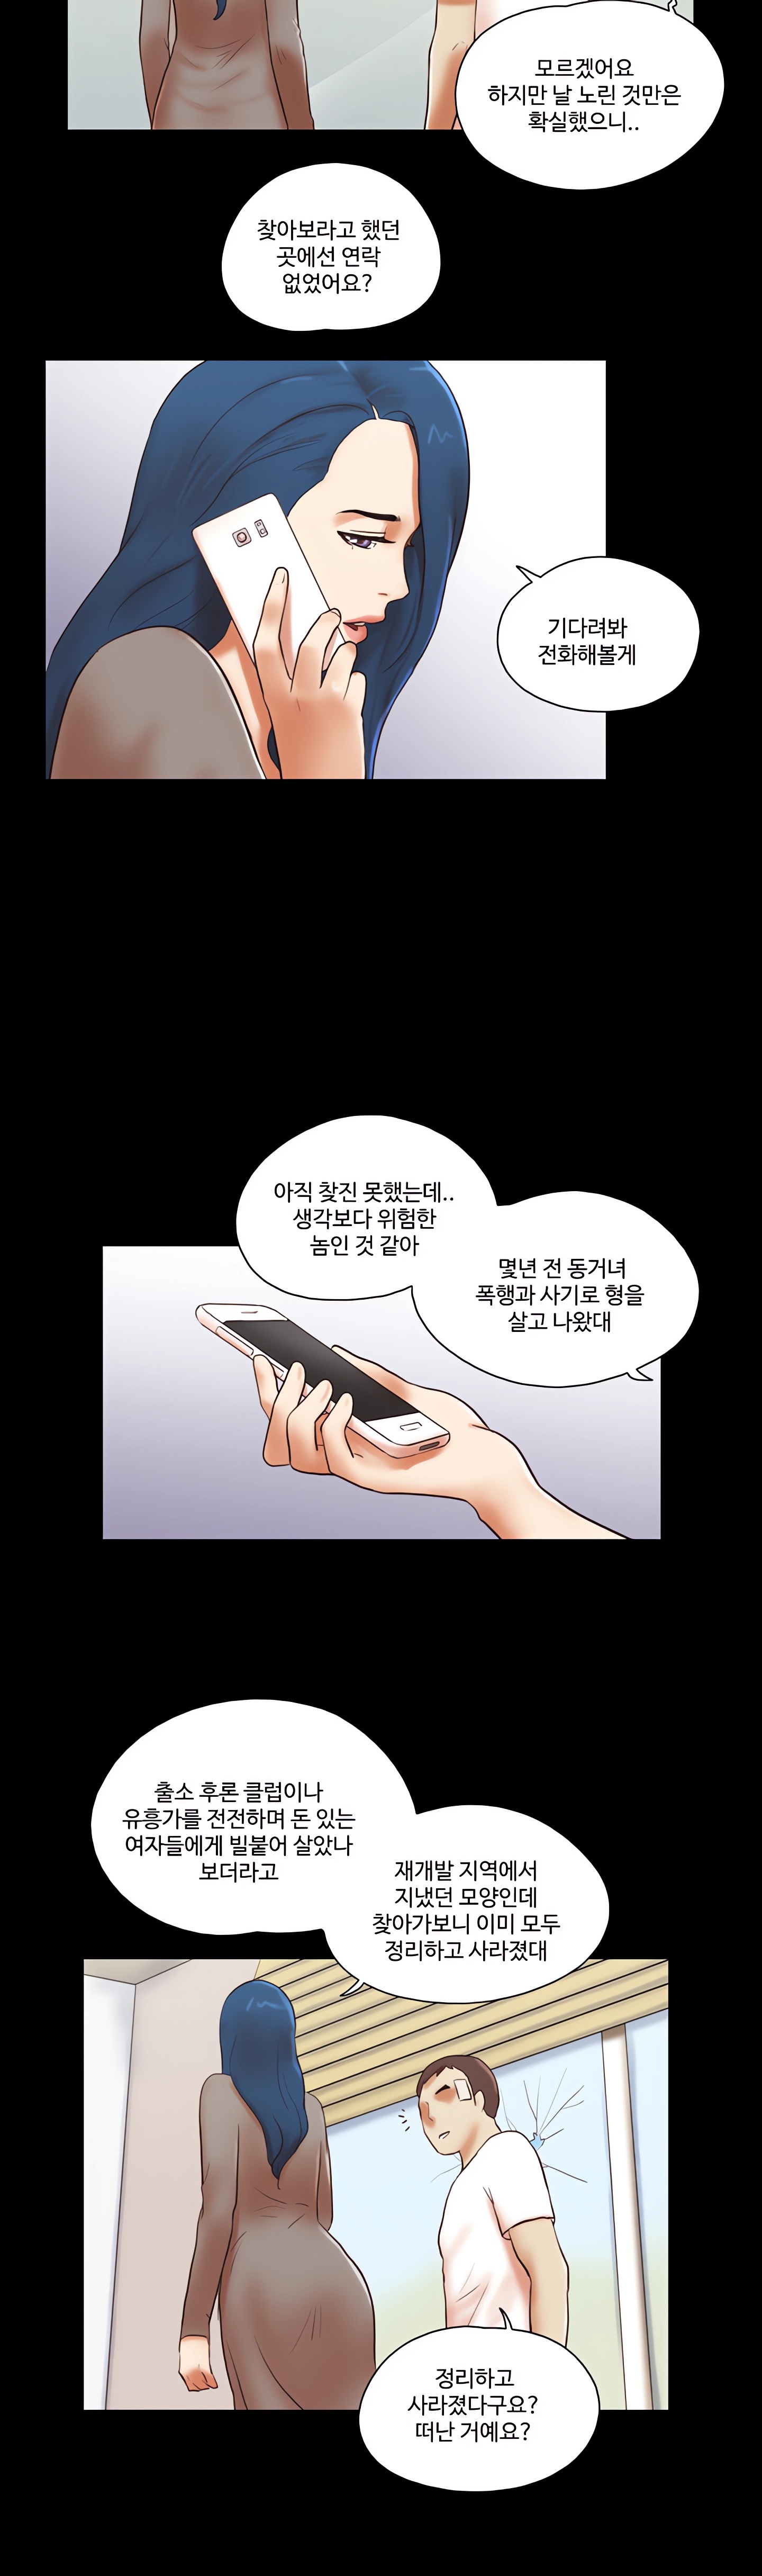 모르겠어요
하지만 날 노린 것만은
확실했으니..
찾아보라고 했던
곳에선 연락
없었어요?
기다려봐
전화해볼게
아직 찾진 못했는데..
생각보다 위험한
놈인 것 같아
몇년 전 동거녀
폭행과 사기로 형을
살고 나왔대
출소 후론 클럽이나
유흥가를 전전하며 돈 있는
여자들에게 빌붙어 살았나
보더라고
재개발 지역에서
지냈던 모양인데
찾아가보니 이미 모두
정리하고 사라졌대
정리하고
사라졌다구요?
떠난 거예요?